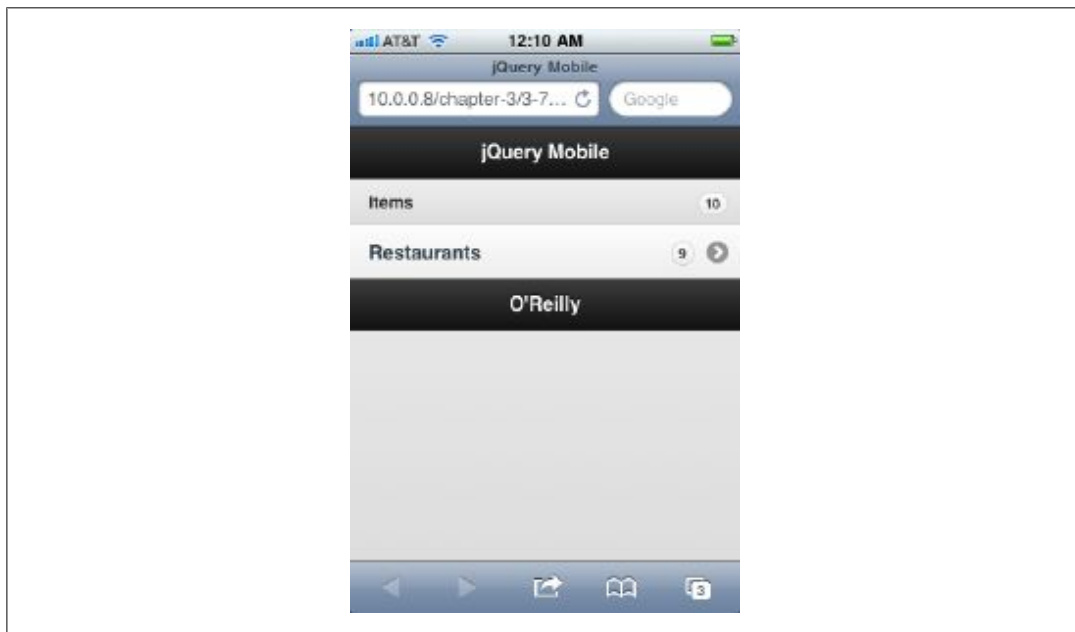 AT&T 12:10 AM
jQuery Mobile
10.0.0.8/chapter-3/3-7... Google
jQuery Mobile
Items 10
Restaurants 9
O'Reilly
3